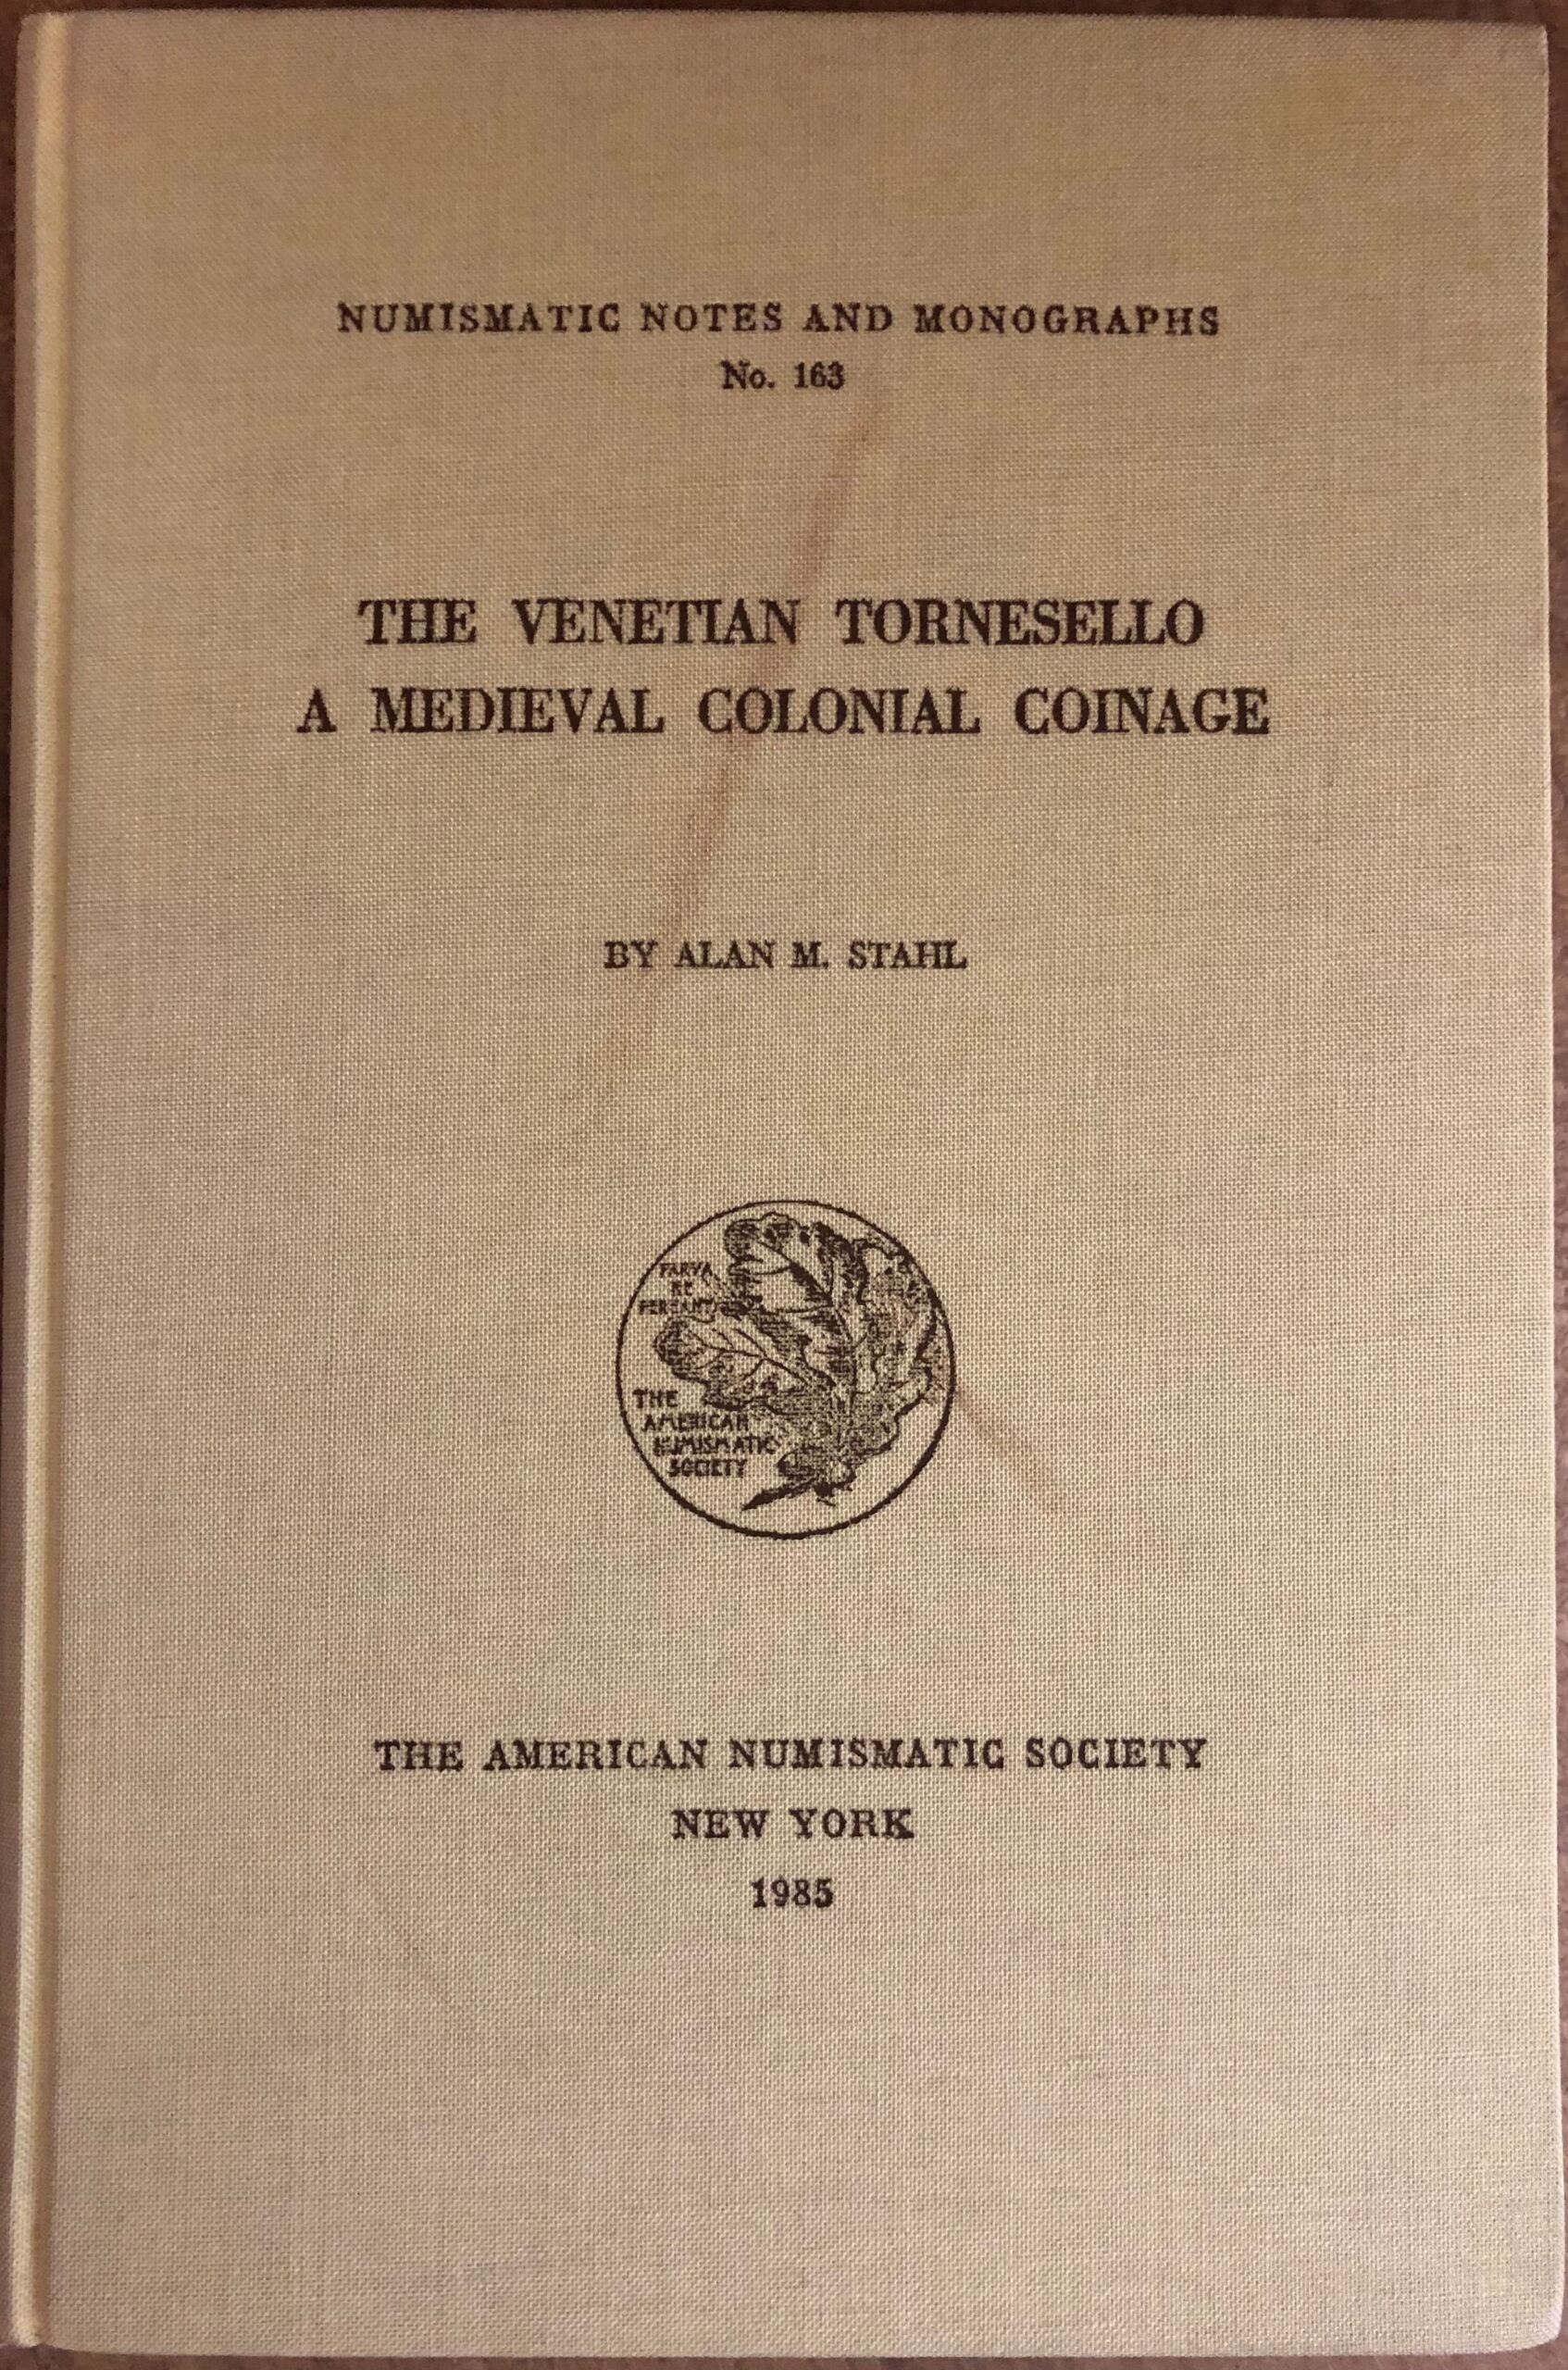 NUMISMATIC NOTES AND MONOGRAPHS
No. 163
THE VENETIAN TORNESELLO
A MEDIEVAL COLONIAL COINAGE
BY ALAN M. STAHL
PARVA
NE
PEREANT
THE
AMERICAN
NUMISMATIC
SOCIETY
THE AMERICAN NUMISMATIC SOCIETY
NEW YORK
1985